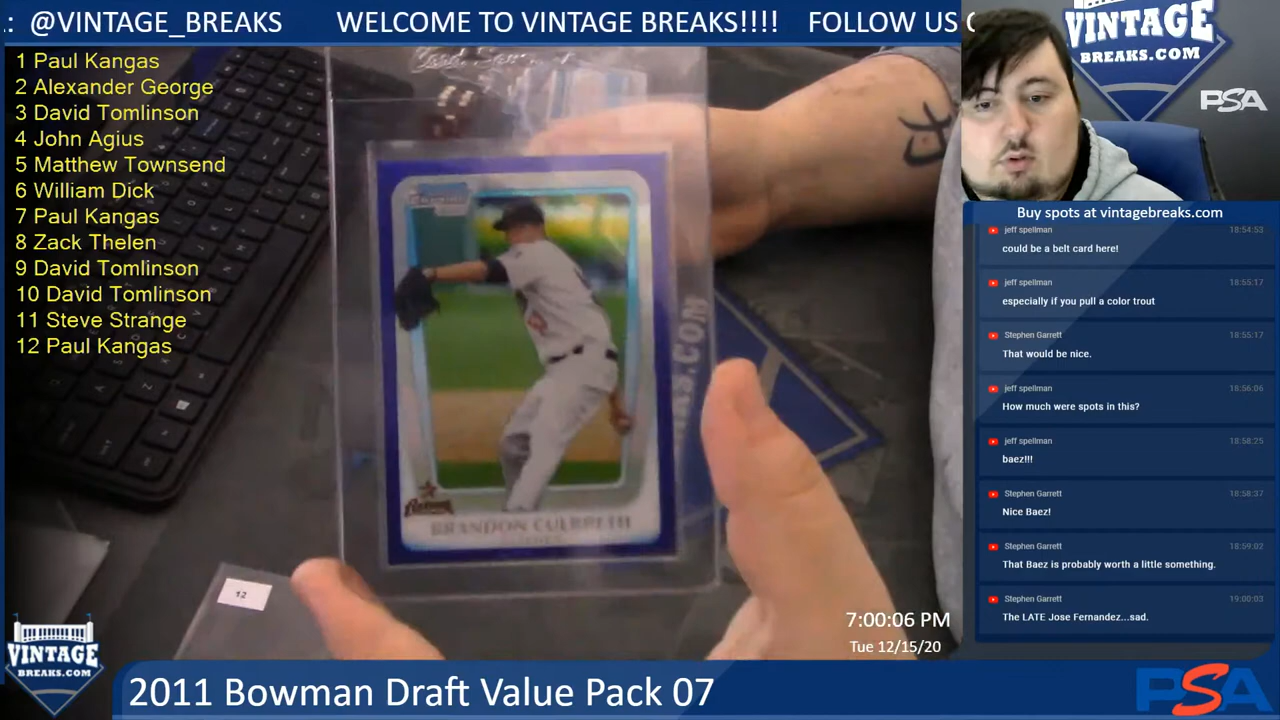 @VINTAGE_BREAKS WELCOME TO VINTAGE BREAKS!!!! FOLLOW US
1 Paul Kangas
2 Alexander George
3 David Tomlinson
4 John Agius
5 Matthew Townsend
6 William Dick
7 Paul Kangas
8 Zack Thelen
9 David Tomlinson
10 David Tomlinson
11 Steve Strange
12 Paul Kangas
VINTAGE
BREAKS.COM
PSA
Buy spots at vintagebreaks.com
jeff spellman 18:54:53
could be a belt card here!
jeff spellman 18:55:17
especially if you pull a color trout
Stephen Garrett 18:55:17
That would be nice.
jeff spellman 18:56:06
How much were spots in this?
jeff spellman 18:58:25
baez!!!
Stephen Garrett 18:58:37
Nice Baez!
Stephen Garrett 18:59:02
That Baez is probably worth a little something.
Stephen Garrett 19:00:03
The LATE Jose Fernandez...sad.
BRANDON CULBRETH
12
7:00:06 PM
Tue 12/15/20
VINTAGE
BREAKS.COM
2011 Bowman Draft Value Pack 07
PSA